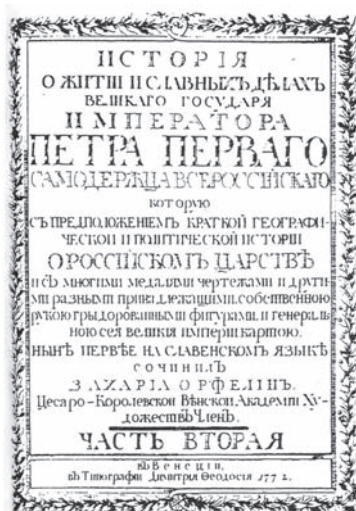 ИСТОРІЯ
О ЖИТІИ И СЛАВНЫХЪ ДѢЛАХЪ
ВЕЛИКАГО ГОСУДАРЯ
ИМПЕРАТОРА
ПЕТРА ПЕРВАГО
САМОДЕРЖЦА ВСЕРОССІЙСКАГО
которую
СЪ ПРЕДПОЛОЖЕНІЕМЪ КРАТКОЙ ГЕОГРАФИ-
ЧЕСКОЙ И ПОЛИТИЧЕСКОЙ ИСТОРІИ
О РОССІЙСКОМЪ ЦАРСТВѢ
и съ многими медалями чертежами и други
ми разными принадлежащими, собственною
рукою грыдорованными фигурами, и генераль
ною сея великія имперіи картою.
НЫНѢ ПЕРВѢЕ НА СЛАВЕНСКОМЪ ЯЗЫКѢ
СОЧИНИЛЪ
ЗАХАРІА ОРФЕЛИНЪ,
Цесаро-Королевской Вѣнской Академіи Ху-
дожествъ Членъ.
ЧАСТЬ ВТОРАЯ
въ Венеціи,
въ Типографіи Димитрія Ѳеодосія 1772.